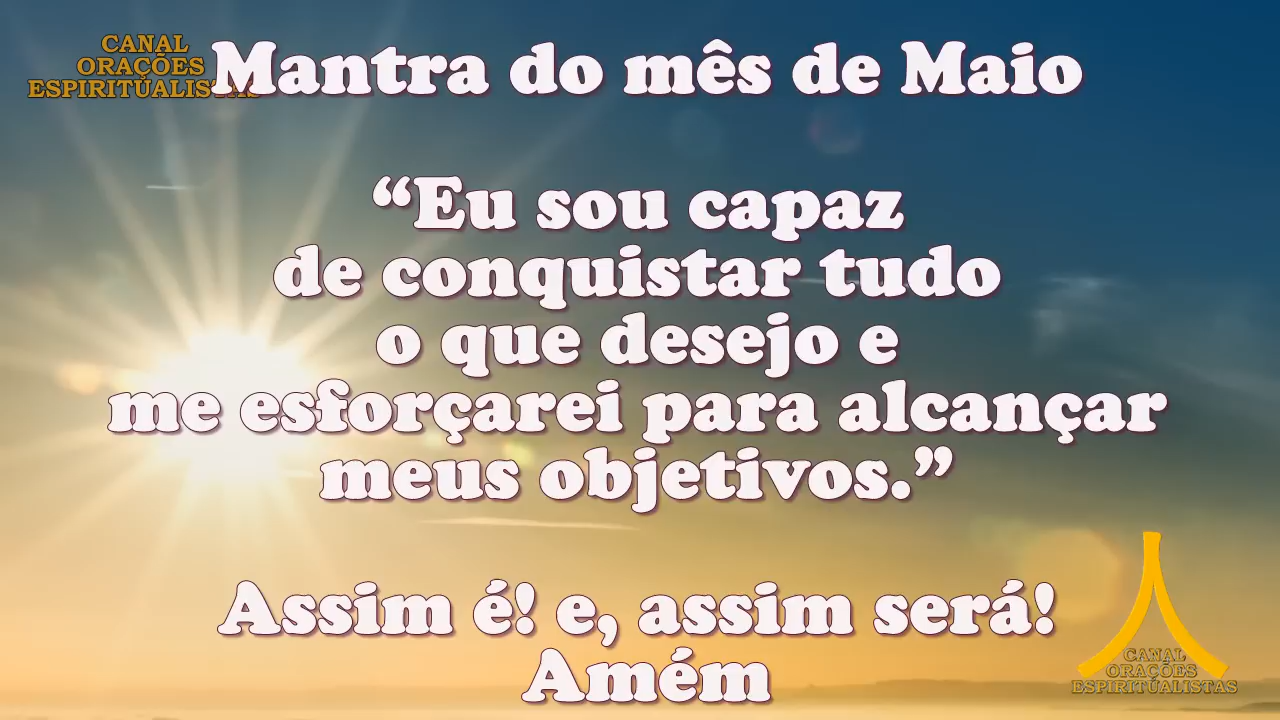 CANAL
ORAÇÕES
ESPIRITUALISTAS
Mantra do mês de Maio
“Eu sou capaz
de conquistar tudo
o que desejo e
me esforçarei para alcançar
meus objetivos.”
Assim é! e, assim será!
Amém
CANAL
ORAÇÕES
ESPIRITUALISTAS